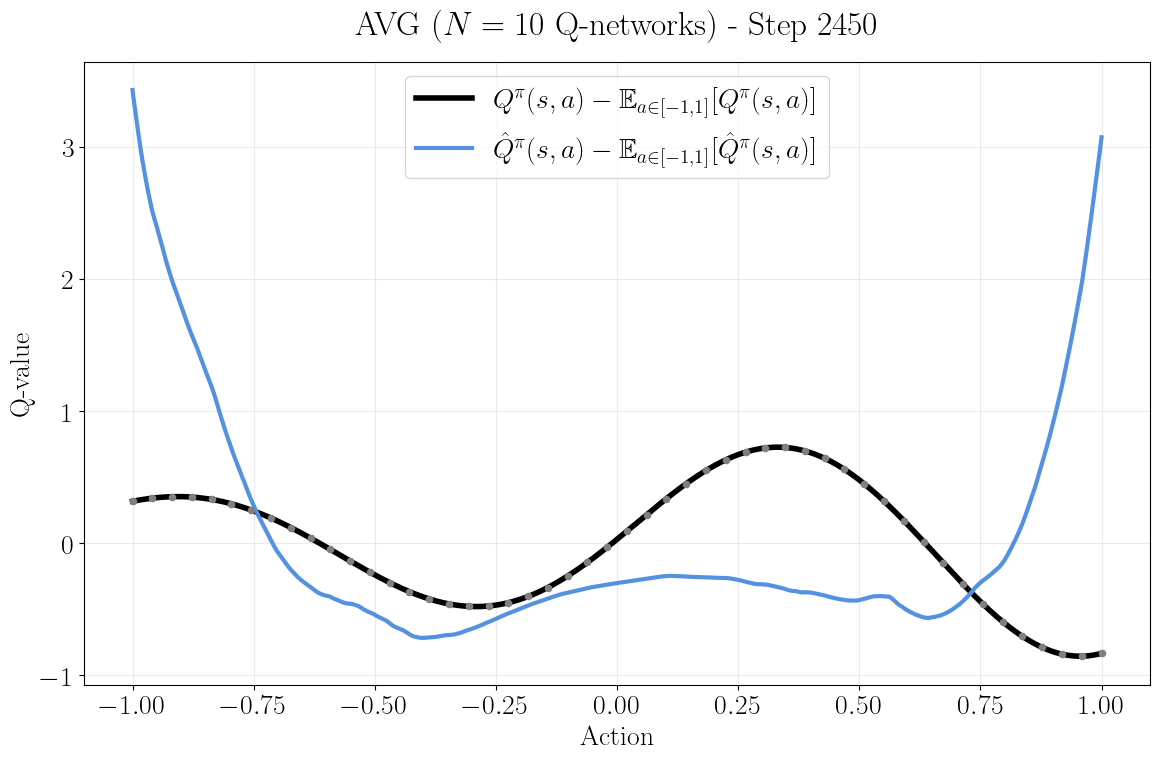 AVG (N = 10 Q-networks) - Step 2450
Q^π(s, a) − 𝔼_{a∈[−1,1]}[Q^π(s, a)]
Q̂^π(s, a) − 𝔼_{a∈[−1,1]}[Q̂^π(s, a)]
Q-value
3
2
1
0
−1
−1.00 −0.75 −0.50 −0.25 0.00 0.25 0.50 0.75 1.00
Action